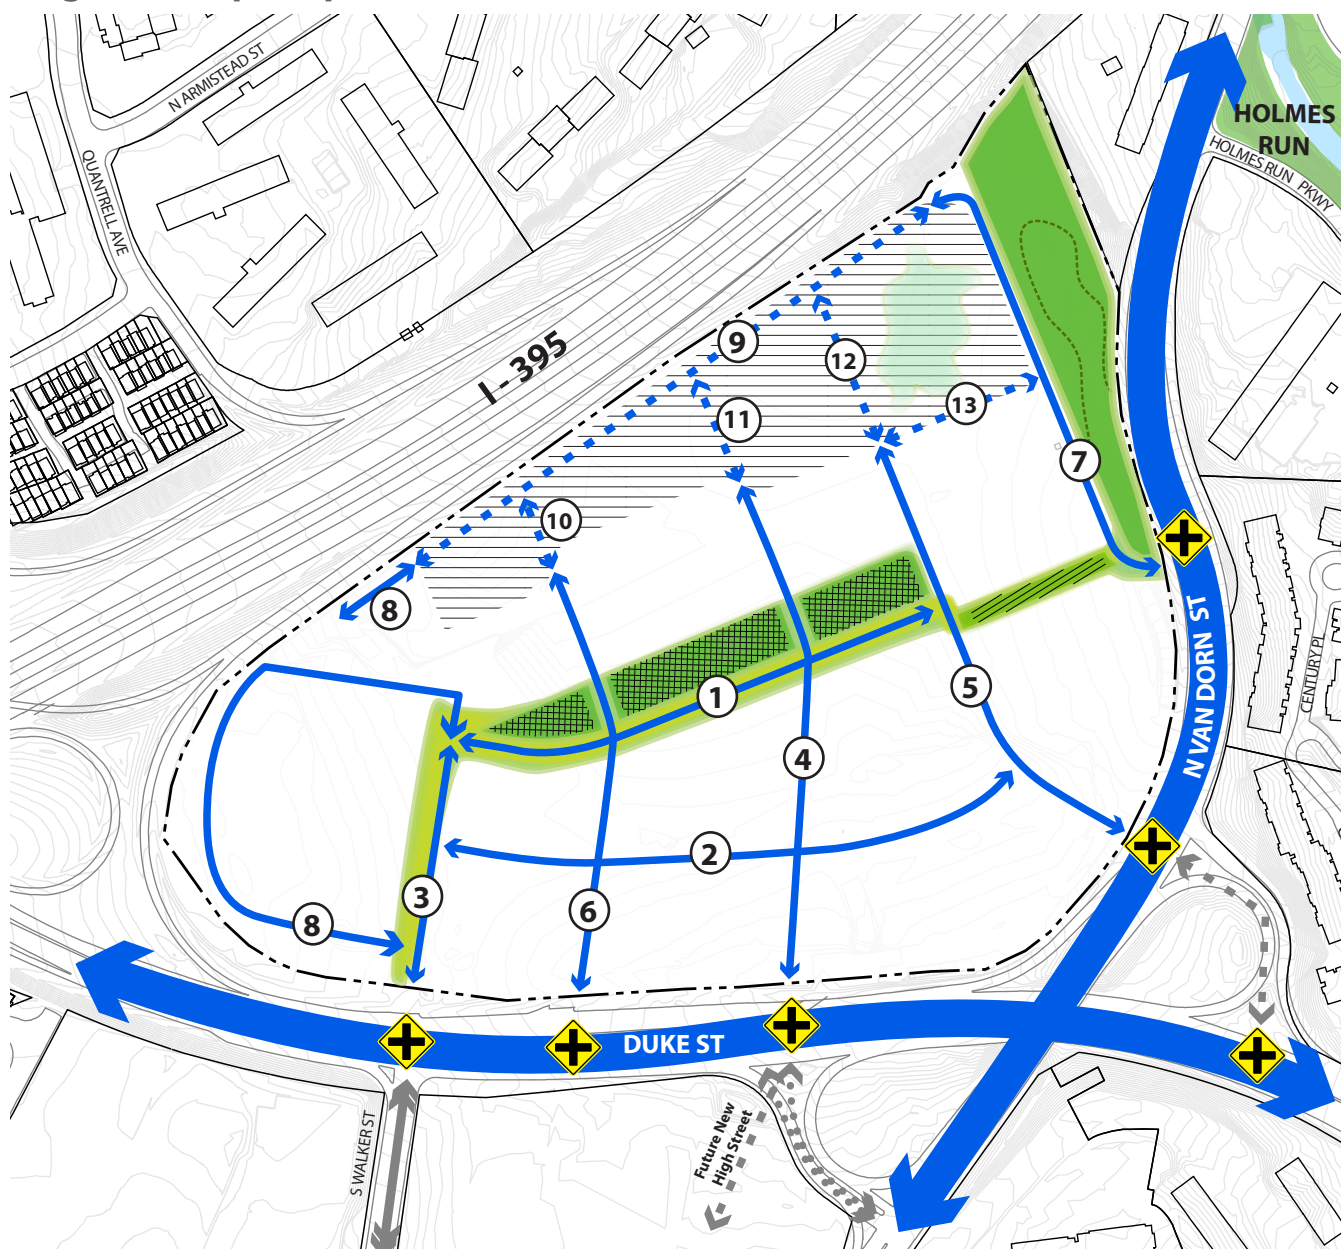 N ARMISTEAD ST
QUANTRELL AVE
HOLMES
RUN
HOLMES RUN PKWY
I - 395
9
12
11
13
10
7
8
1
5
4
2
3
6
8
N VAN DORN ST
CENTURY PL
DUKE ST
S WALKER ST
Future New
High Street